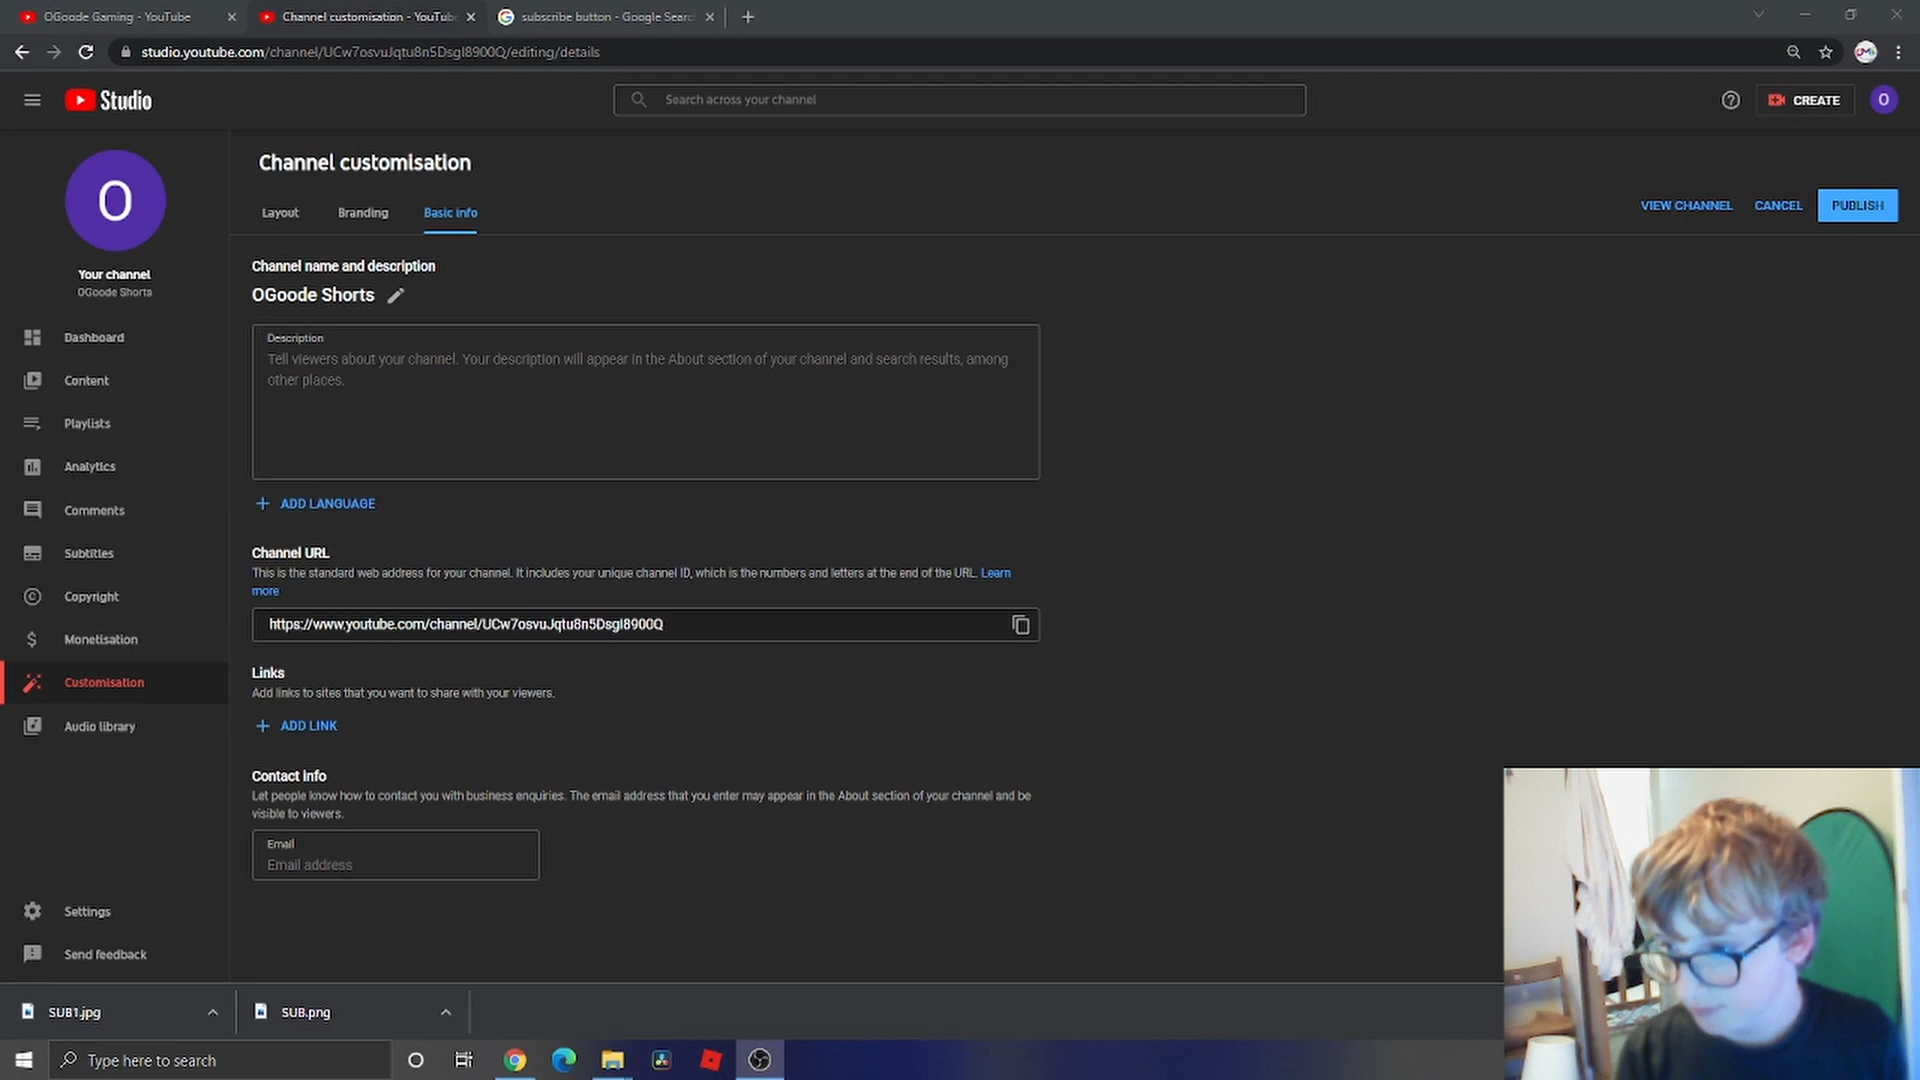 OGoode Gaming - YouTube
Channel customisation - YouTube
subscribe button - Google Searc
studio.youtube.com/channel/UCw7osvuJqtu8n5DsgI8900Q/editing/details
Studio
Search across your channel
CREATE
O
O
Your channel
OGoode Shorts
Dashboard
Content
Playlists
Analytics
Comments
Subtitles
Copyright
Monetisation
Customisation
Audio library
Settings
Send feedback
Channel customisation
Layout
Branding
Basic info
VIEW CHANNEL
CANCEL
PUBLISH
Channel name and description
OGoode Shorts
Description
Tell viewers about your channel. Your description will appear in the About section of your channel and search results, among
other places.
ADD LANGUAGE
Channel URL
This is the standard web address for your channel. It includes your unique channel ID, which is the numbers and letters at the end of the URL. Learn
more
https://www.youtube.com/channel/UCw7osvuJqtu8n5DsgI8900Q
Links
Add links to sites that you want to share with your viewers.
ADD LINK
Contact info
Let people know how to contact you with business enquiries. The email address that you enter may appear in the About section of your channel and be
visible to viewers.
Email
Email address
SUB1.jpg
SUB.png
Type here to search